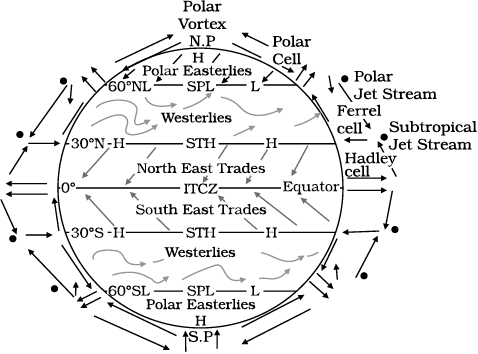 Polar
Vortex
N.P
H
Polar
Cell
Polar Easterlies
60°NL SPL L
Polar
Jet Stream
Westerlies
Ferrel
cell
Subtropical
Jet Stream
30°N H STH H
Hadley
cell
North East Trades
0° ITCZ Equator
South East Trades
30°S H STH H
Westerlies
60°SL SPL L
Polar Easterlies
H
S.P